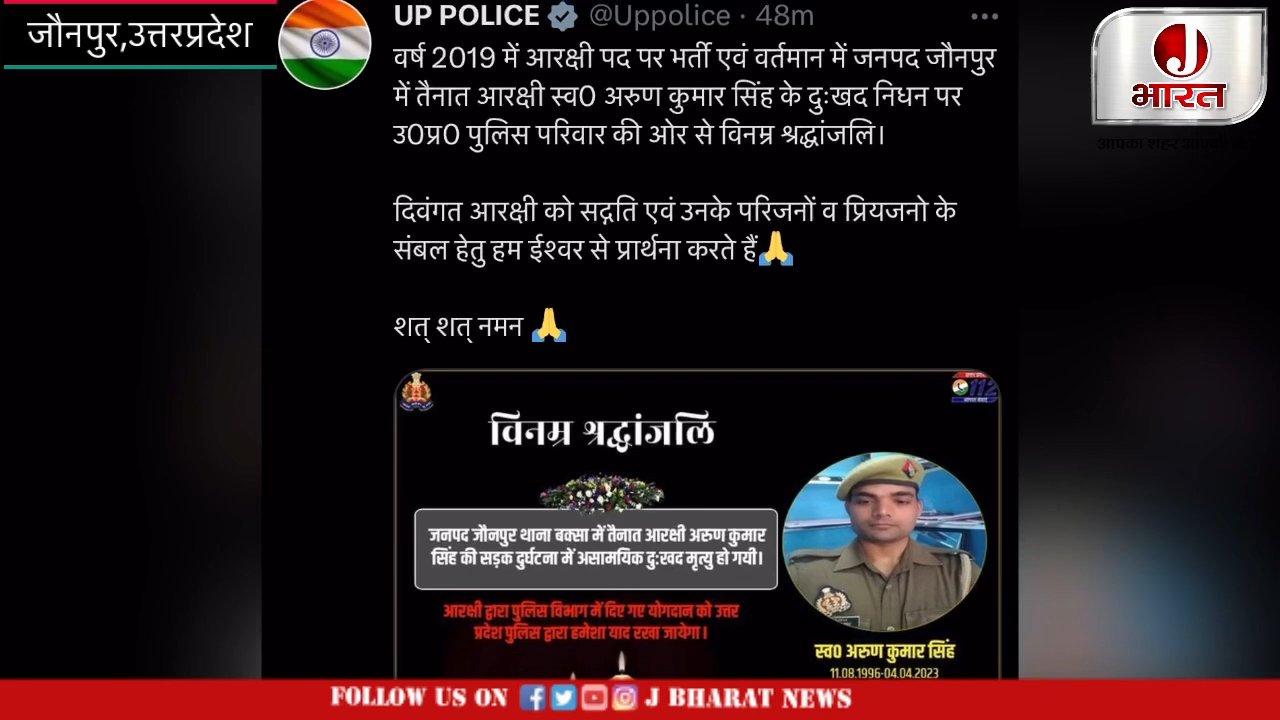 जौनपुर,उत्तरप्रदेश
UP POLICE @Uppolice · 48m
वर्ष 2019 में आरक्षी पद पर भर्ती एवं वर्तमान में जनपद जौनपुर
में तैनात आरक्षी स्व0 अरुण कुमार सिंह के दुःखद निधन पर
उ0प्र0 पुलिस परिवार की ओर से विनम्र श्रद्धांजलि।
दिवंगत आरक्षी को सद्गति एवं उनके परिजनों व प्रियजनो के
संबल हेतु हम ईश्वर से प्रार्थना करते हैं🙏
शत् शत् नमन 🙏
J
भारत
आपका शहर
112
विनम्र श्रद्धांजलि
जनपद जौनपुर थाना बक्सा में तैनात आरक्षी अरुण कुमार
सिंह की सड़क दुर्घटना में असामयिक दुःखद मृत्यु हो गयी।
आरक्षी द्वारा पुलिस विभाग में दिए गए योगदान को उत्तर
प्रदेश पुलिस द्वारा हमेशा याद रखा जायेगा।
स्व0 अरुण कुमार सिंह
11.08.1996-04.04.2023
FOLLOW US ON J BHARAT NEWS